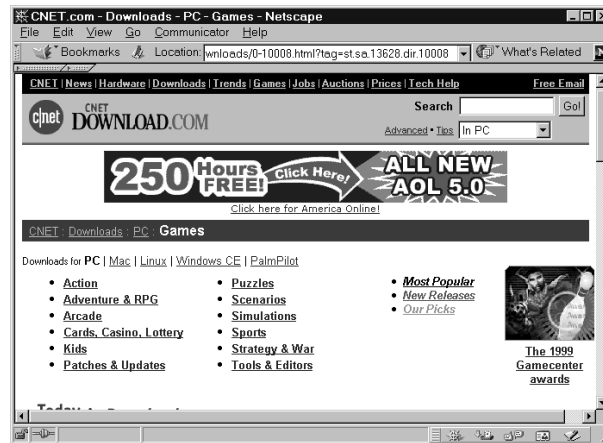 CNET.com - Downloads - PC - Games - Netscape
File Edit View Go Communicator Help
Bookmarks Location: wnloads/0-10008.html?tag=st.sa.13628.dir.10008 What's Related
CNET | News | Hardware | Downloads | Trends | Games | Jobs | Auctions | Prices | Tech Help Free Email
c|net CNET DOWNLOAD.COM
Search Go!
Advanced • Tips In PC
250 Hours FREE! Click Here! ALL NEW AOL 5.0
Click here for America Online!
CNET : Downloads : PC : Games
Downloads for PC | Mac | Linux | Windows CE | PalmPilot
• Action
• Adventure & RPG
• Arcade
• Cards, Casino, Lottery
• Kids
• Patches & Updates
• Puzzles
• Scenarios
• Simulations
• Sports
• Strategy & War
• Tools & Editors
• Most Popular
• New Releases
• Our Picks
The 1999
Gamecenter
awards